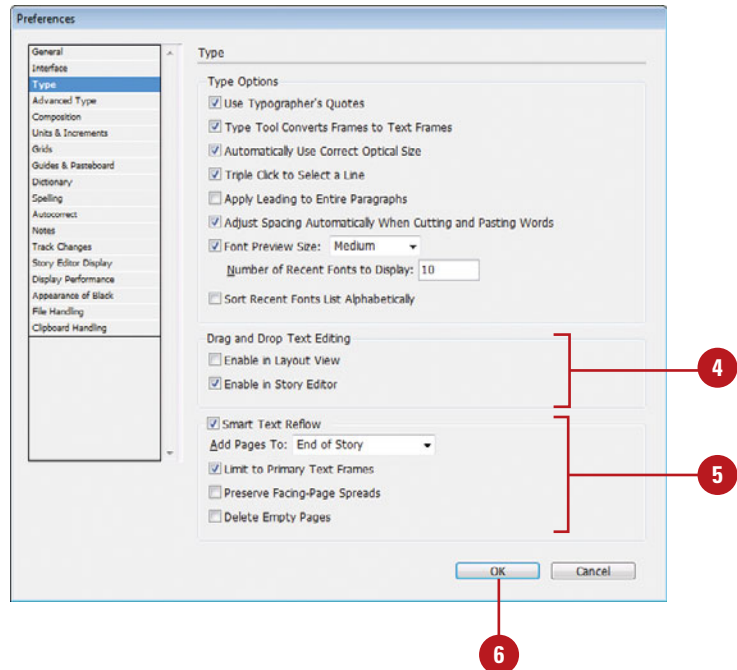 Preferences
General
Interface
Type
Advanced Type
Composition
Units & Increments
Grids
Guides & Pasteboard
Dictionary
Spelling
Autocorrect
Notes
Track Changes
Story Editor Display
Display Performance
Appearance of Black
File Handling
Clipboard Handling
Type
Type Options
Use Typographer's Quotes
Type Tool Converts Frames to Text Frames
Automatically Use Correct Optical Size
Triple Click to Select a Line
Apply Leading to Entire Paragraphs
Adjust Spacing Automatically When Cutting and Pasting Words
Font Preview Size: Medium
Number of Recent Fonts to Display: 10
Sort Recent Fonts List Alphabetically
Drag and Drop Text Editing
Enable in Layout View
Enable in Story Editor
4
Smart Text Reflow
Add Pages To: End of Story
Limit to Primary Text Frames
Preserve Facing-Page Spreads
Delete Empty Pages
5
OK Cancel
6